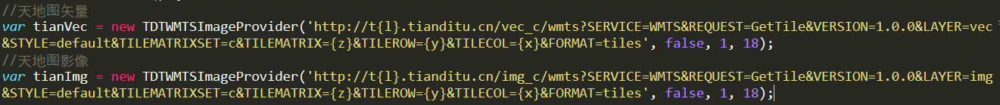 //天地图矢量
var tianVec = new TDTWMTSImageProvider('http://t{l}.tianditu.cn/vec_c/wmts?SERVICE=WMTS&REQUEST=GetTile&VERSION=1.0.0&LAYER=vec
&STYLE=default&TILEMATRIXSET=c&TILEMATRIX={z}&TILEROW={y}&TILECOL={x}&FORMAT=tiles', false, 1, 18);
//天地图影像
var tianImg = new TDTWMTSImageProvider('http://t{l}.tianditu.cn/img_c/wmts?SERVICE=WMTS&REQUEST=GetTile&VERSION=1.0.0&LAYER=img
&STYLE=default&TILEMATRIXSET=c&TILEMATRIX={z}&TILEROW={y}&TILECOL={x}&FORMAT=tiles', false, 1, 18);